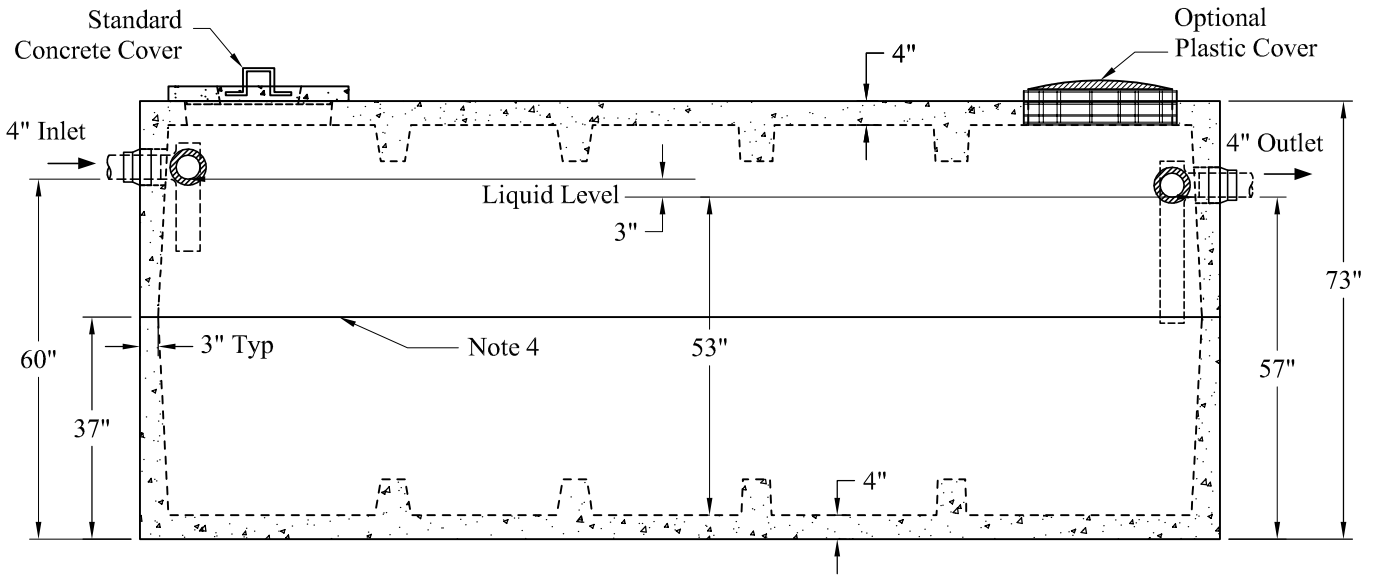 Standard
Concrete Cover
Optional
Plastic Cover
4"
4" Inlet
4" Outlet
Liquid Level
3"
73"
3" Typ
Note 4
53"
60"
57"
37"
4"